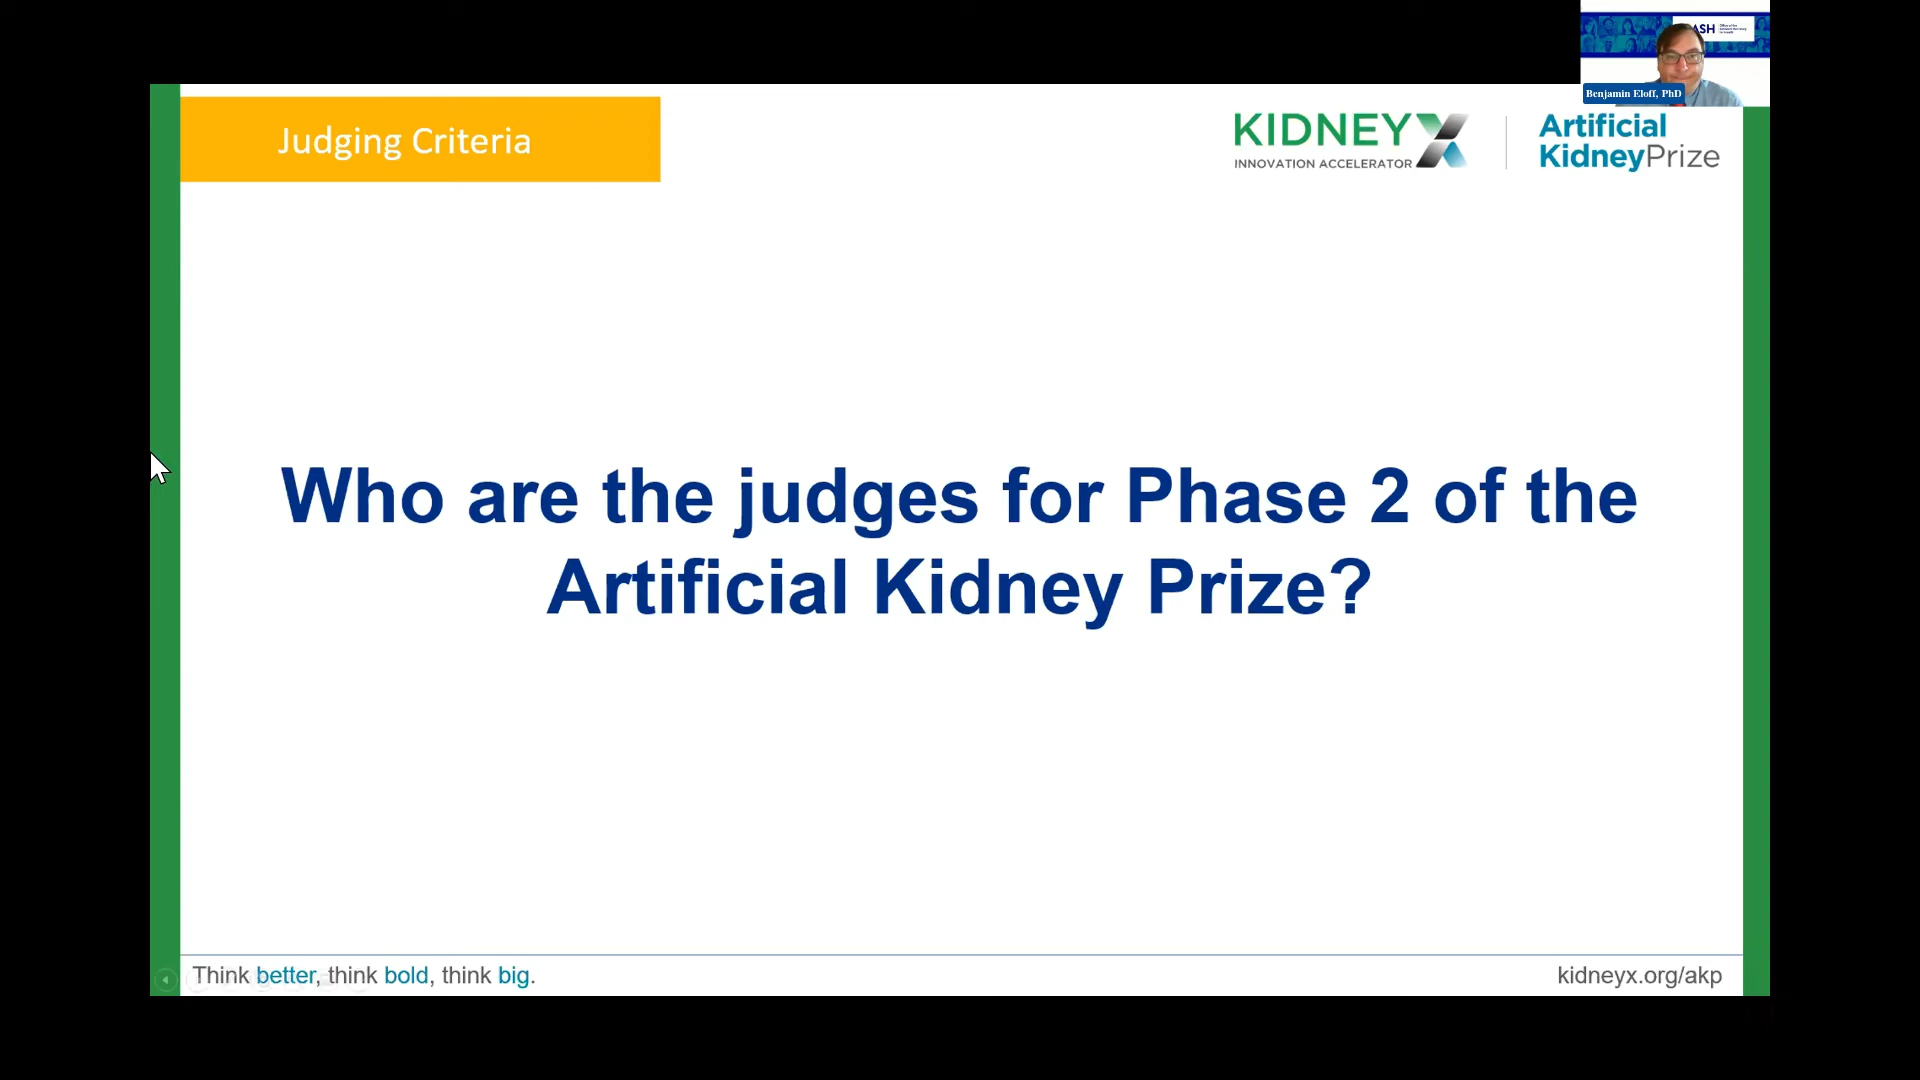 ASH
Benjamin Eloff, PhD
Judging Criteria
KIDNEYX
INNOVATION ACCELERATOR
Artificial
KidneyPrize
Who are the judges for Phase 2 of the
Artificial Kidney Prize?
Think better, think bold, think big.
kidneyx.org/akp